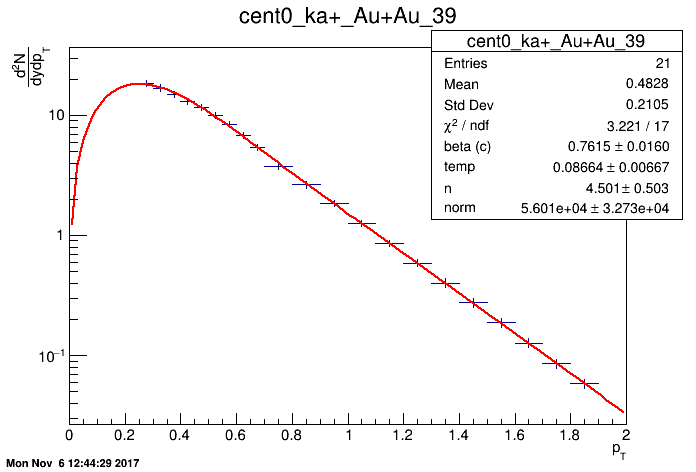 cent0_ka+_Au+Au_39
cent0_ka+_Au+Au_39
Entries 21
Mean 0.4828
Std Dev 0.2105
χ² / ndf 3.221 / 17
beta (c) 0.7615 ± 0.0160
temp 0.08664 ± 0.00667
n 4.501 ± 0.503
norm 5.601e+04 ± 3.273e+04
d²N
dydp_T
10
1
10⁻¹
0 0.2 0.4 0.6 0.8 1 1.2 1.4 1.6 1.8 2
p_T
Mon Nov 6 12:44:29 2017